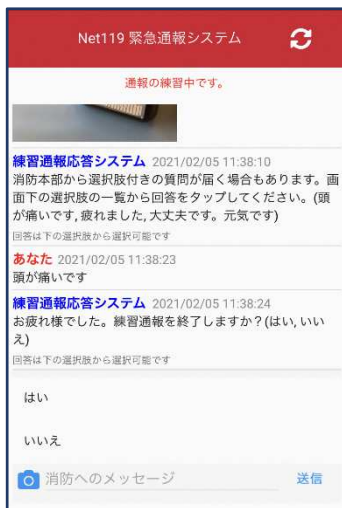 Net119 緊急通報システム
通報の練習中です。
練習通報応答システム 2021/02/05 11:38:10
消防本部から選択肢付きの質問が届く場合もあります。画
面下の選択肢の一覧から回答をタップしてください。(頭
が痛いです, 疲れました, 大丈夫です。元気です)
回答は下の選択肢から選択可能です
あなた 2021/02/05 11:38:23
頭が痛いです
練習通報応答システム 2021/02/05 11:38:24
お疲れ様でした。練習通報を終了しますか？(はい, いい
え)
回答は下の選択肢から選択可能です
はい
いいえ
消防へのメッセージ 送信